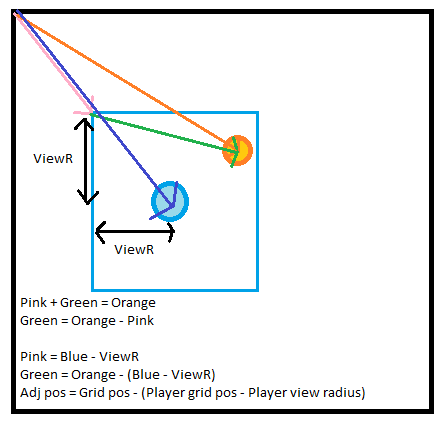 ViewR
ViewR
Pink + Green = Orange
Green = Orange - Pink
Pink = Blue - ViewR
Green = Orange - (Blue - ViewR)
Adj pos = Grid pos - (Player grid pos - Player view radius)